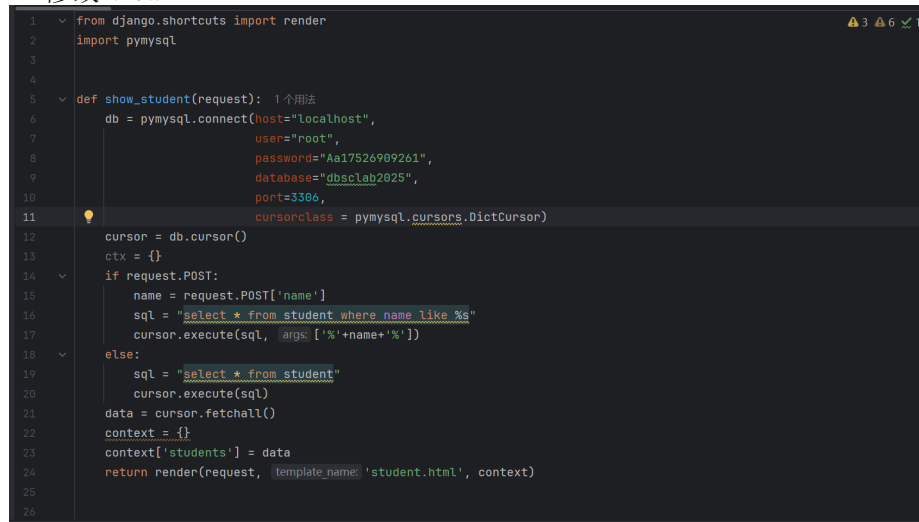 1 from django.shortcuts import render 3 6 1
2 import pymysql
3
4
5 def show_student(request): 1 个用法
6 db = pymysql.connect(host="localhost",
7 user="root",
8 password="Aa17526909261",
9 database="dbsclab2025",
10 port=3306,
11 cursorclass = pymysql.cursors.DictCursor)
12 cursor = db.cursor()
13 ctx = {}
14 if request.POST:
15 name = request.POST['name']
16 sql = "select * from student where name like %s"
17 cursor.execute(sql, args: ['%'+name+'%'])
18 else:
19 sql = "select * from student"
20 cursor.execute(sql)
21 data = cursor.fetchall()
22 context = {}
23 context['students'] = data
24 return render(request, template_name: 'student.html', context)
25
26